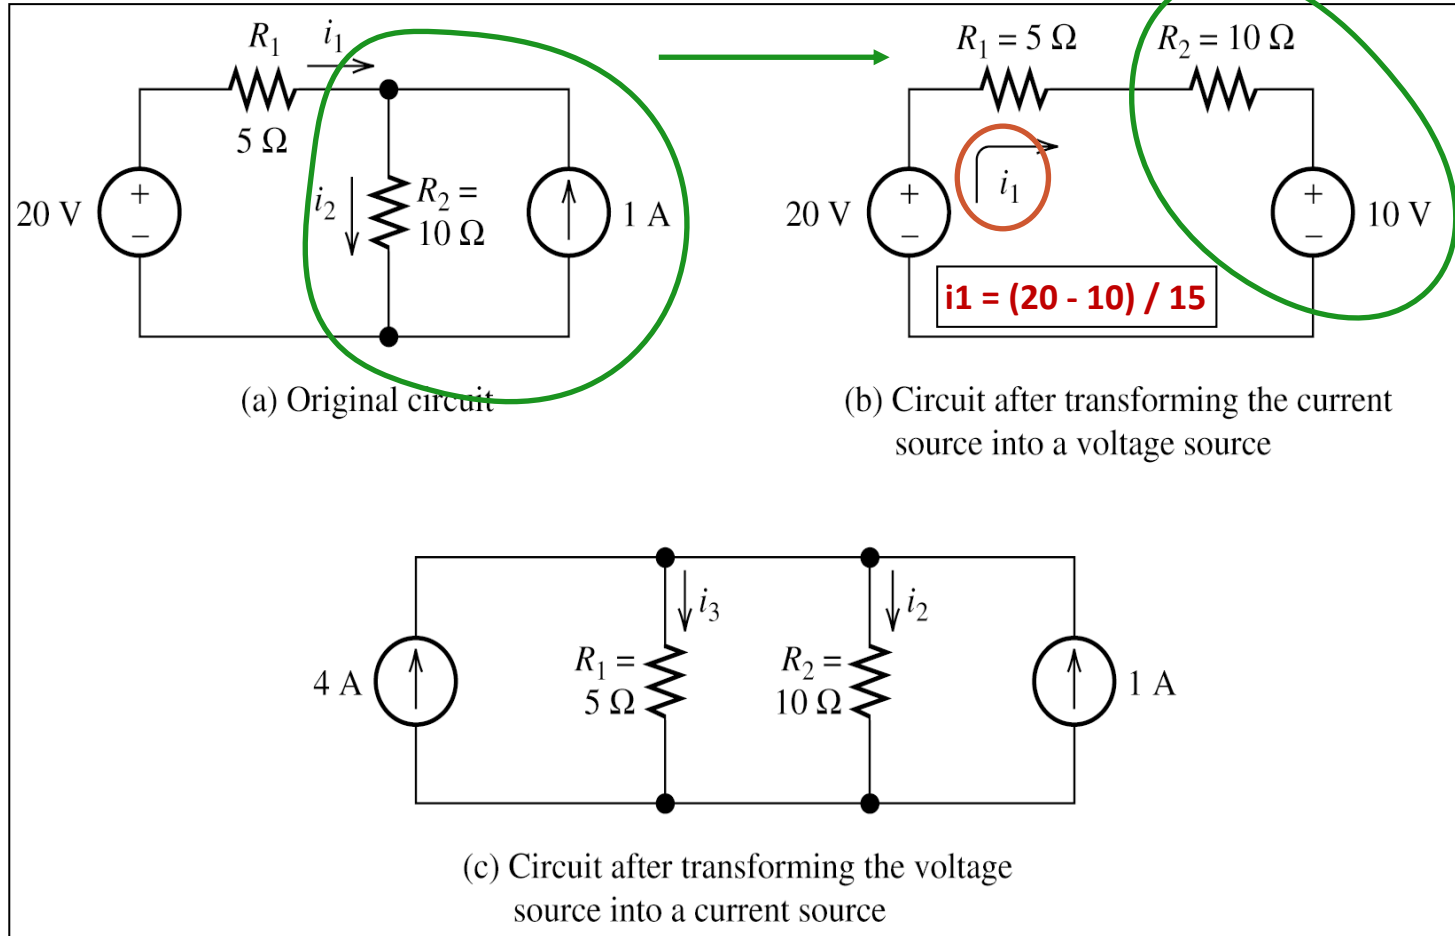 R1
i1
5 Ω
20 V
+
−
i2
R2 =
10 Ω
1 A
(a) Original circuit
R1 = 5 Ω
R2 = 10 Ω
20 V
+
−
i1
+
−
10 V
i1 = (20 - 10) / 15
(b) Circuit after transforming the current
source into a voltage source
4 A
R1 =
5 Ω
i3
R2 =
10 Ω
i2
1 A
(c) Circuit after transforming the voltage
source into a current source